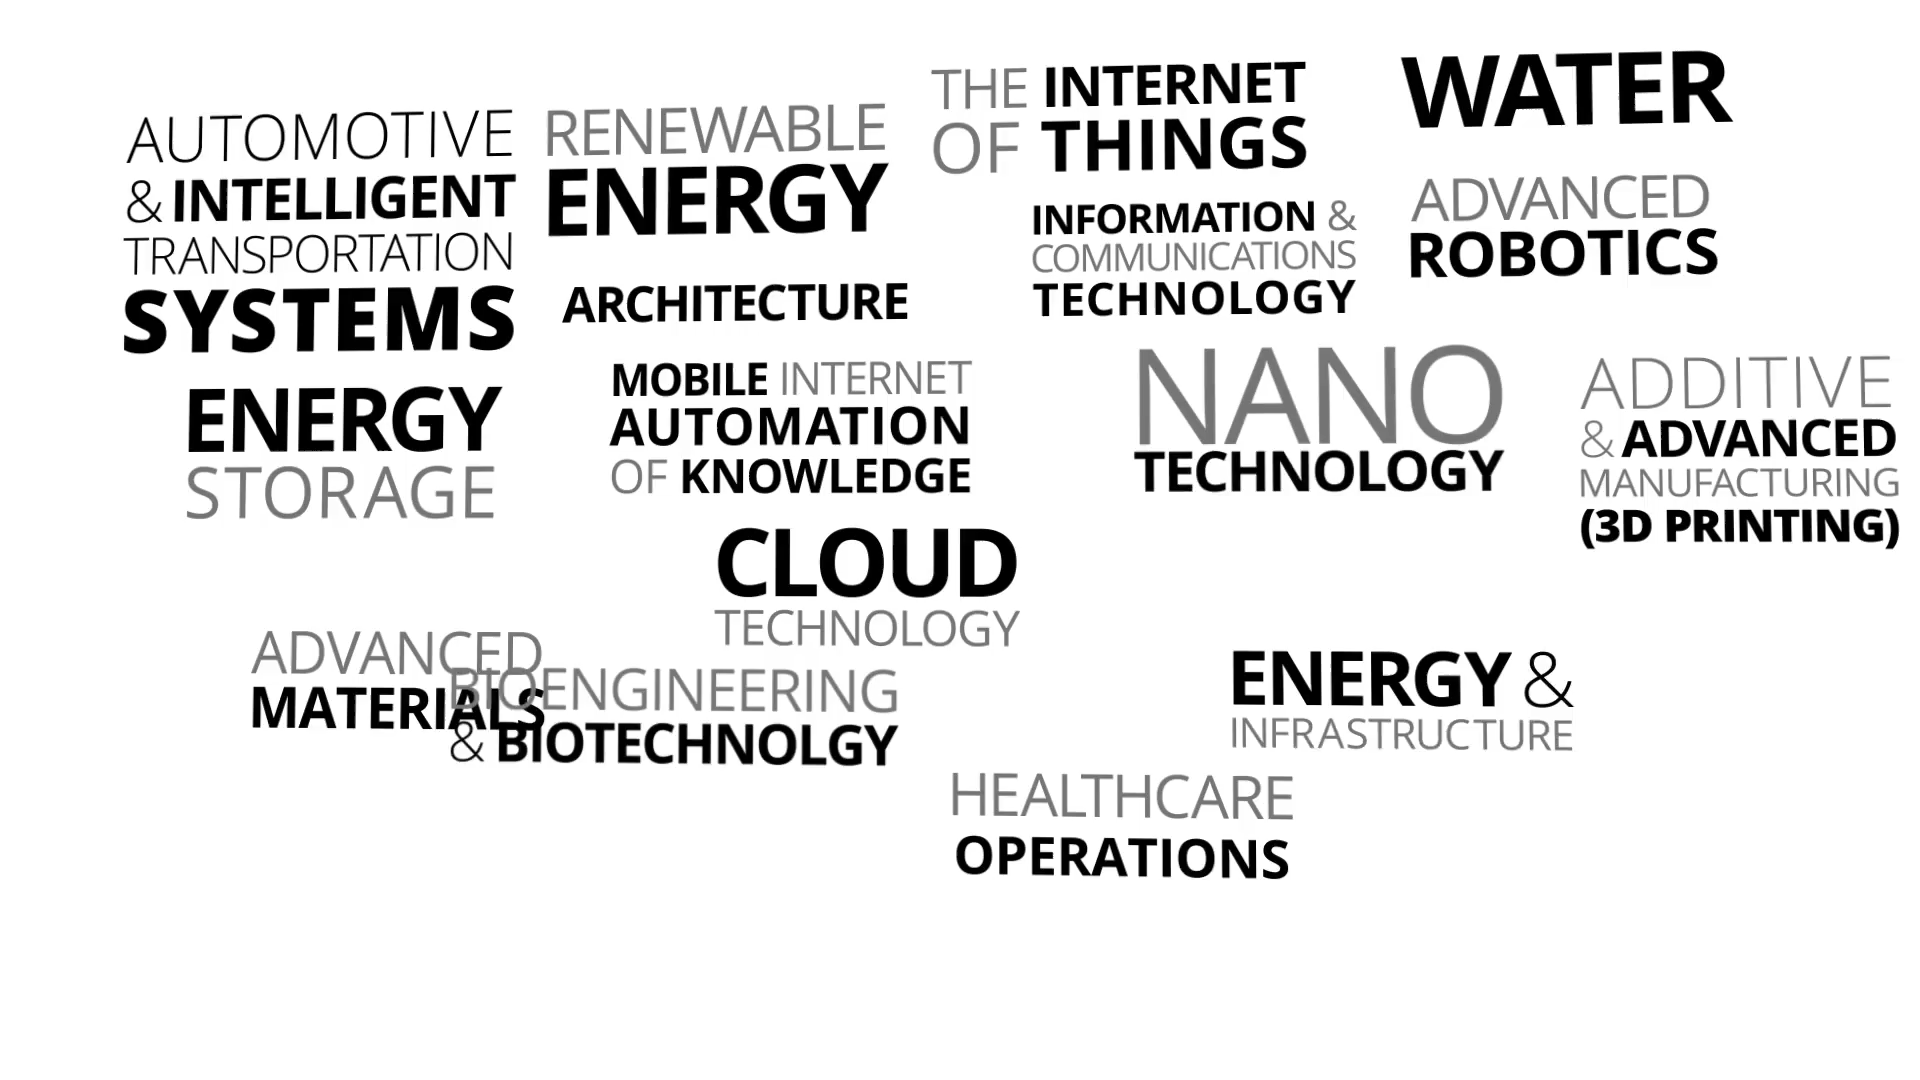 AUTOMOTIVE
& INTELLIGENT
TRANSPORTATION
SYSTEMS
RENEWABLE
ENERGY
THE INTERNET
OF THINGS
WATER
ADVANCED
ROBOTICS
INFORMATION &
COMMUNICATIONS
TECHNOLOGY
ARCHITECTURE
ENERGY
STORAGE
MOBILE INTERNET
AUTOMATION
OF KNOWLEDGE
NANO
TECHNOLOGY
ADDITIVE
& ADVANCED
MANUFACTURING
(3D PRINTING)
CLOUD
TECHNOLOGY
ADVANCED
MATERIALS
BIOENGINEERING
& BIOTECHNOLGY
ENERGY &
INFRASTRUCTURE
HEALTHCARE
OPERATIONS